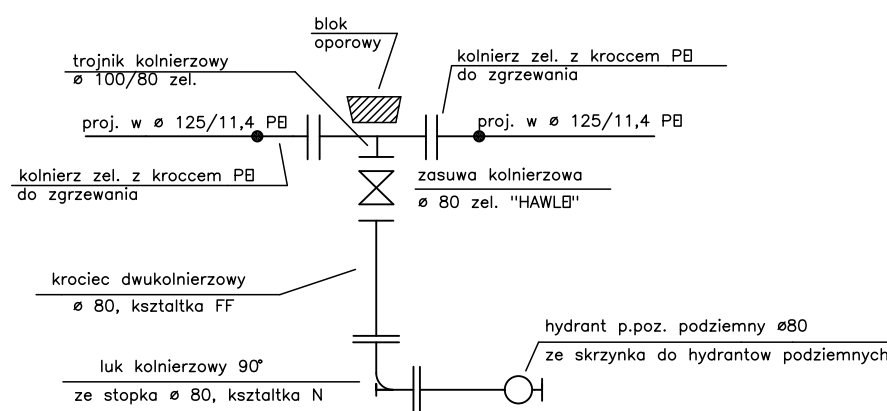 blok
oporowy
trojnik kolnierzowy
ø 100/80 zel.
kolnierz zel. z kroccem PE
do zgrzewania
proj. w ø 125/11,4 PE
proj. w ø 125/11,4 PE
kolnierz zel. z kroccem PE
do zgrzewania
zasuwa kolnierzowa
ø 80 zel. "HAWLE"
krociec dwukolnierzowy
ø 80, ksztaltka FF
hydrant p.poz. podziemny ø80
ze skrzynka do hydrantow podziemnych
luk kolnierzowy 90°
ze stopka ø 80, ksztaltka N